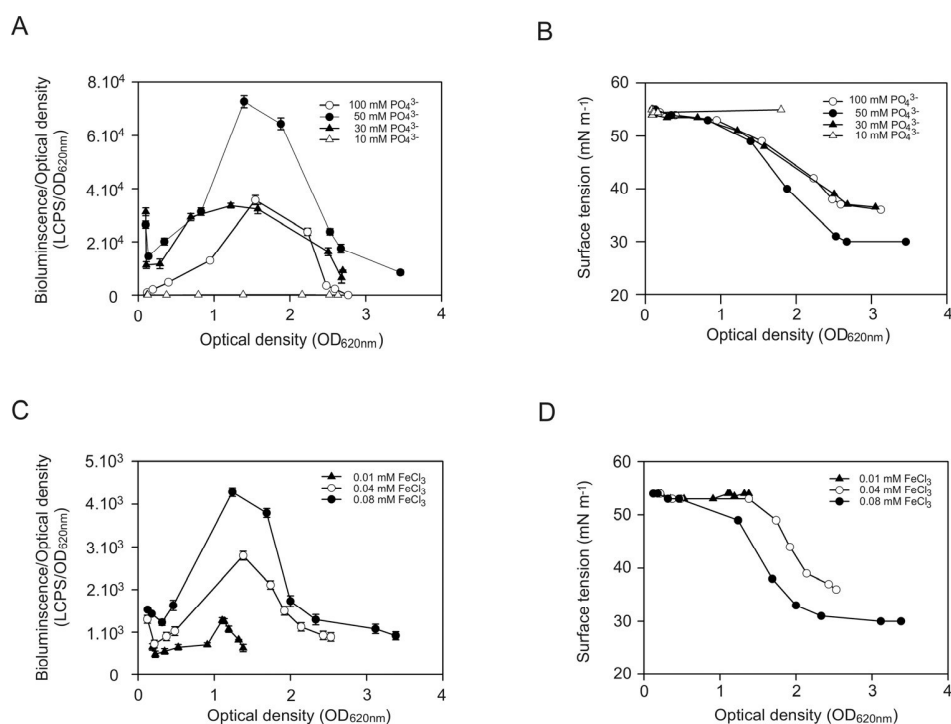 A
Bioluminscence/Optical density
(LCPS/OD620nm)
8.10⁴
6.10⁴
4.10⁴
2.10⁴
0
0 1 2 3 4
Optical density (OD620nm)
100 mM PO₄³⁻
50 mM PO₄³⁻
30 mM PO₄³⁻
10 mM PO₄³⁻
B
Surface tension (mN m-1)
60
50
40
30
20
0 1 2 3 4
Optical density (OD620nm)
100 mM PO₄³⁻
50 mM PO₄³⁻
30 mM PO₄³⁻
10 mM PO₄³⁻
C
Bioluminscence/Optical density
(LCPS/OD620nm)
5.10³
4.10³
3.10³
2.10³
1.10³
0
0 1 2 3 4
Optical density (OD620nm)
0.01 mM FeCl₃
0.04 mM FeCl₃
0.08 mM FeCl₃
D
Surface tension (mN m-1)
60
50
40
30
20
0 1 2 3 4
Optical density (OD620nm)
0.01 mM FeCl₃
0.04 mM FeCl₃
0.08 mM FeCl₃